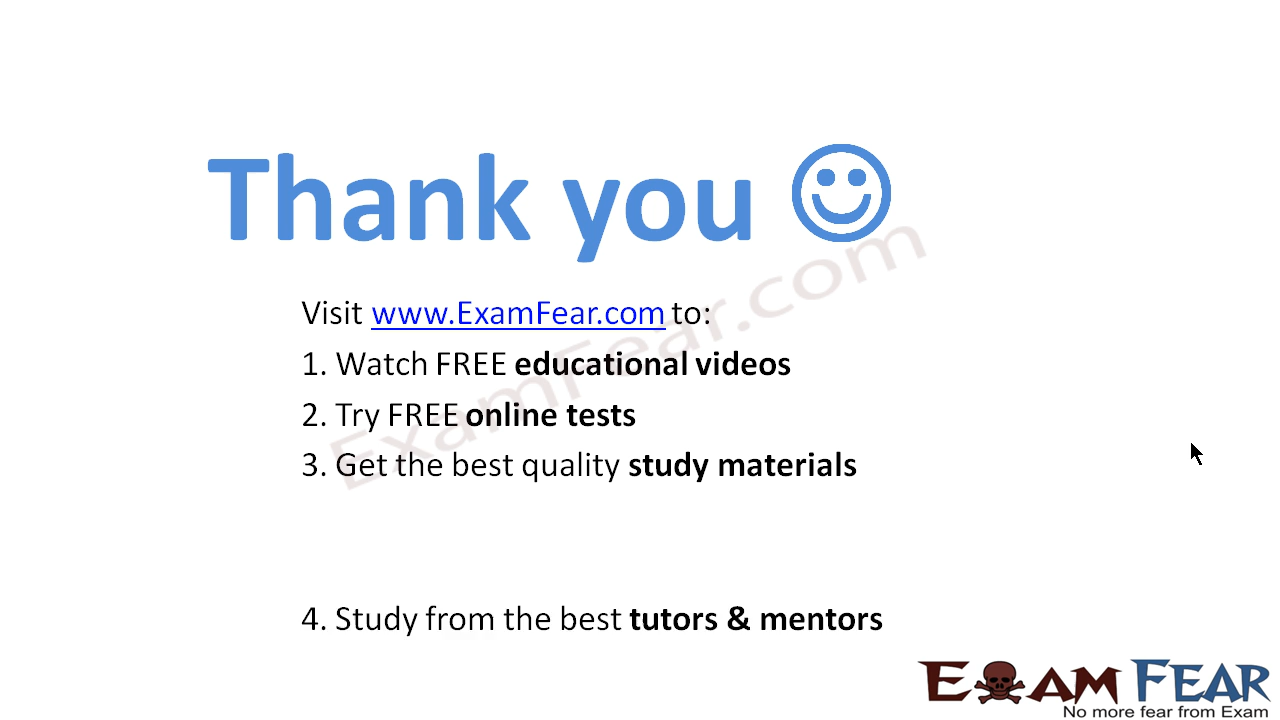 Thank you ☺
Visit www.ExamFear.com to:
1. Watch FREE educational videos
2. Try FREE online tests
3. Get the best quality study materials
4. Study from the best tutors & mentors
ExamFear.com
EXAM FEAR
No more fear from Exam